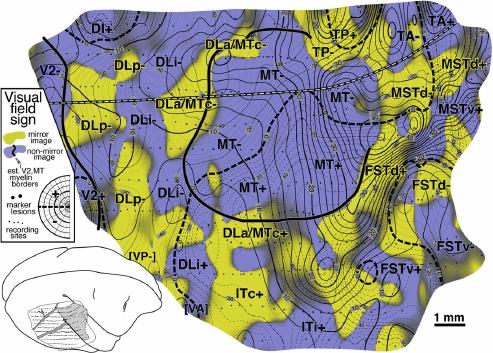 DI+
DLa/MTc-
TP+
TP-
TA+
TA-
V2-
DLp-
DLi-
MT-
MSTd+
DLa/MTc-
MT-
MSTd-
MSTv+
Visual
field
sign
mirror
image
non-mirror
image
est. V2,MT
myelin
borders
marker
lesions
recording
sites
+
-
DLp-
DLi-
MT-
MT+
FSTd+
V2+
DLp-
DLi-
MT+
FSTd-
DLa/MTc+
[VP-]
DLi+
FSTv-
FSTv+
ITc+
[VA]
ITi+
1 mm